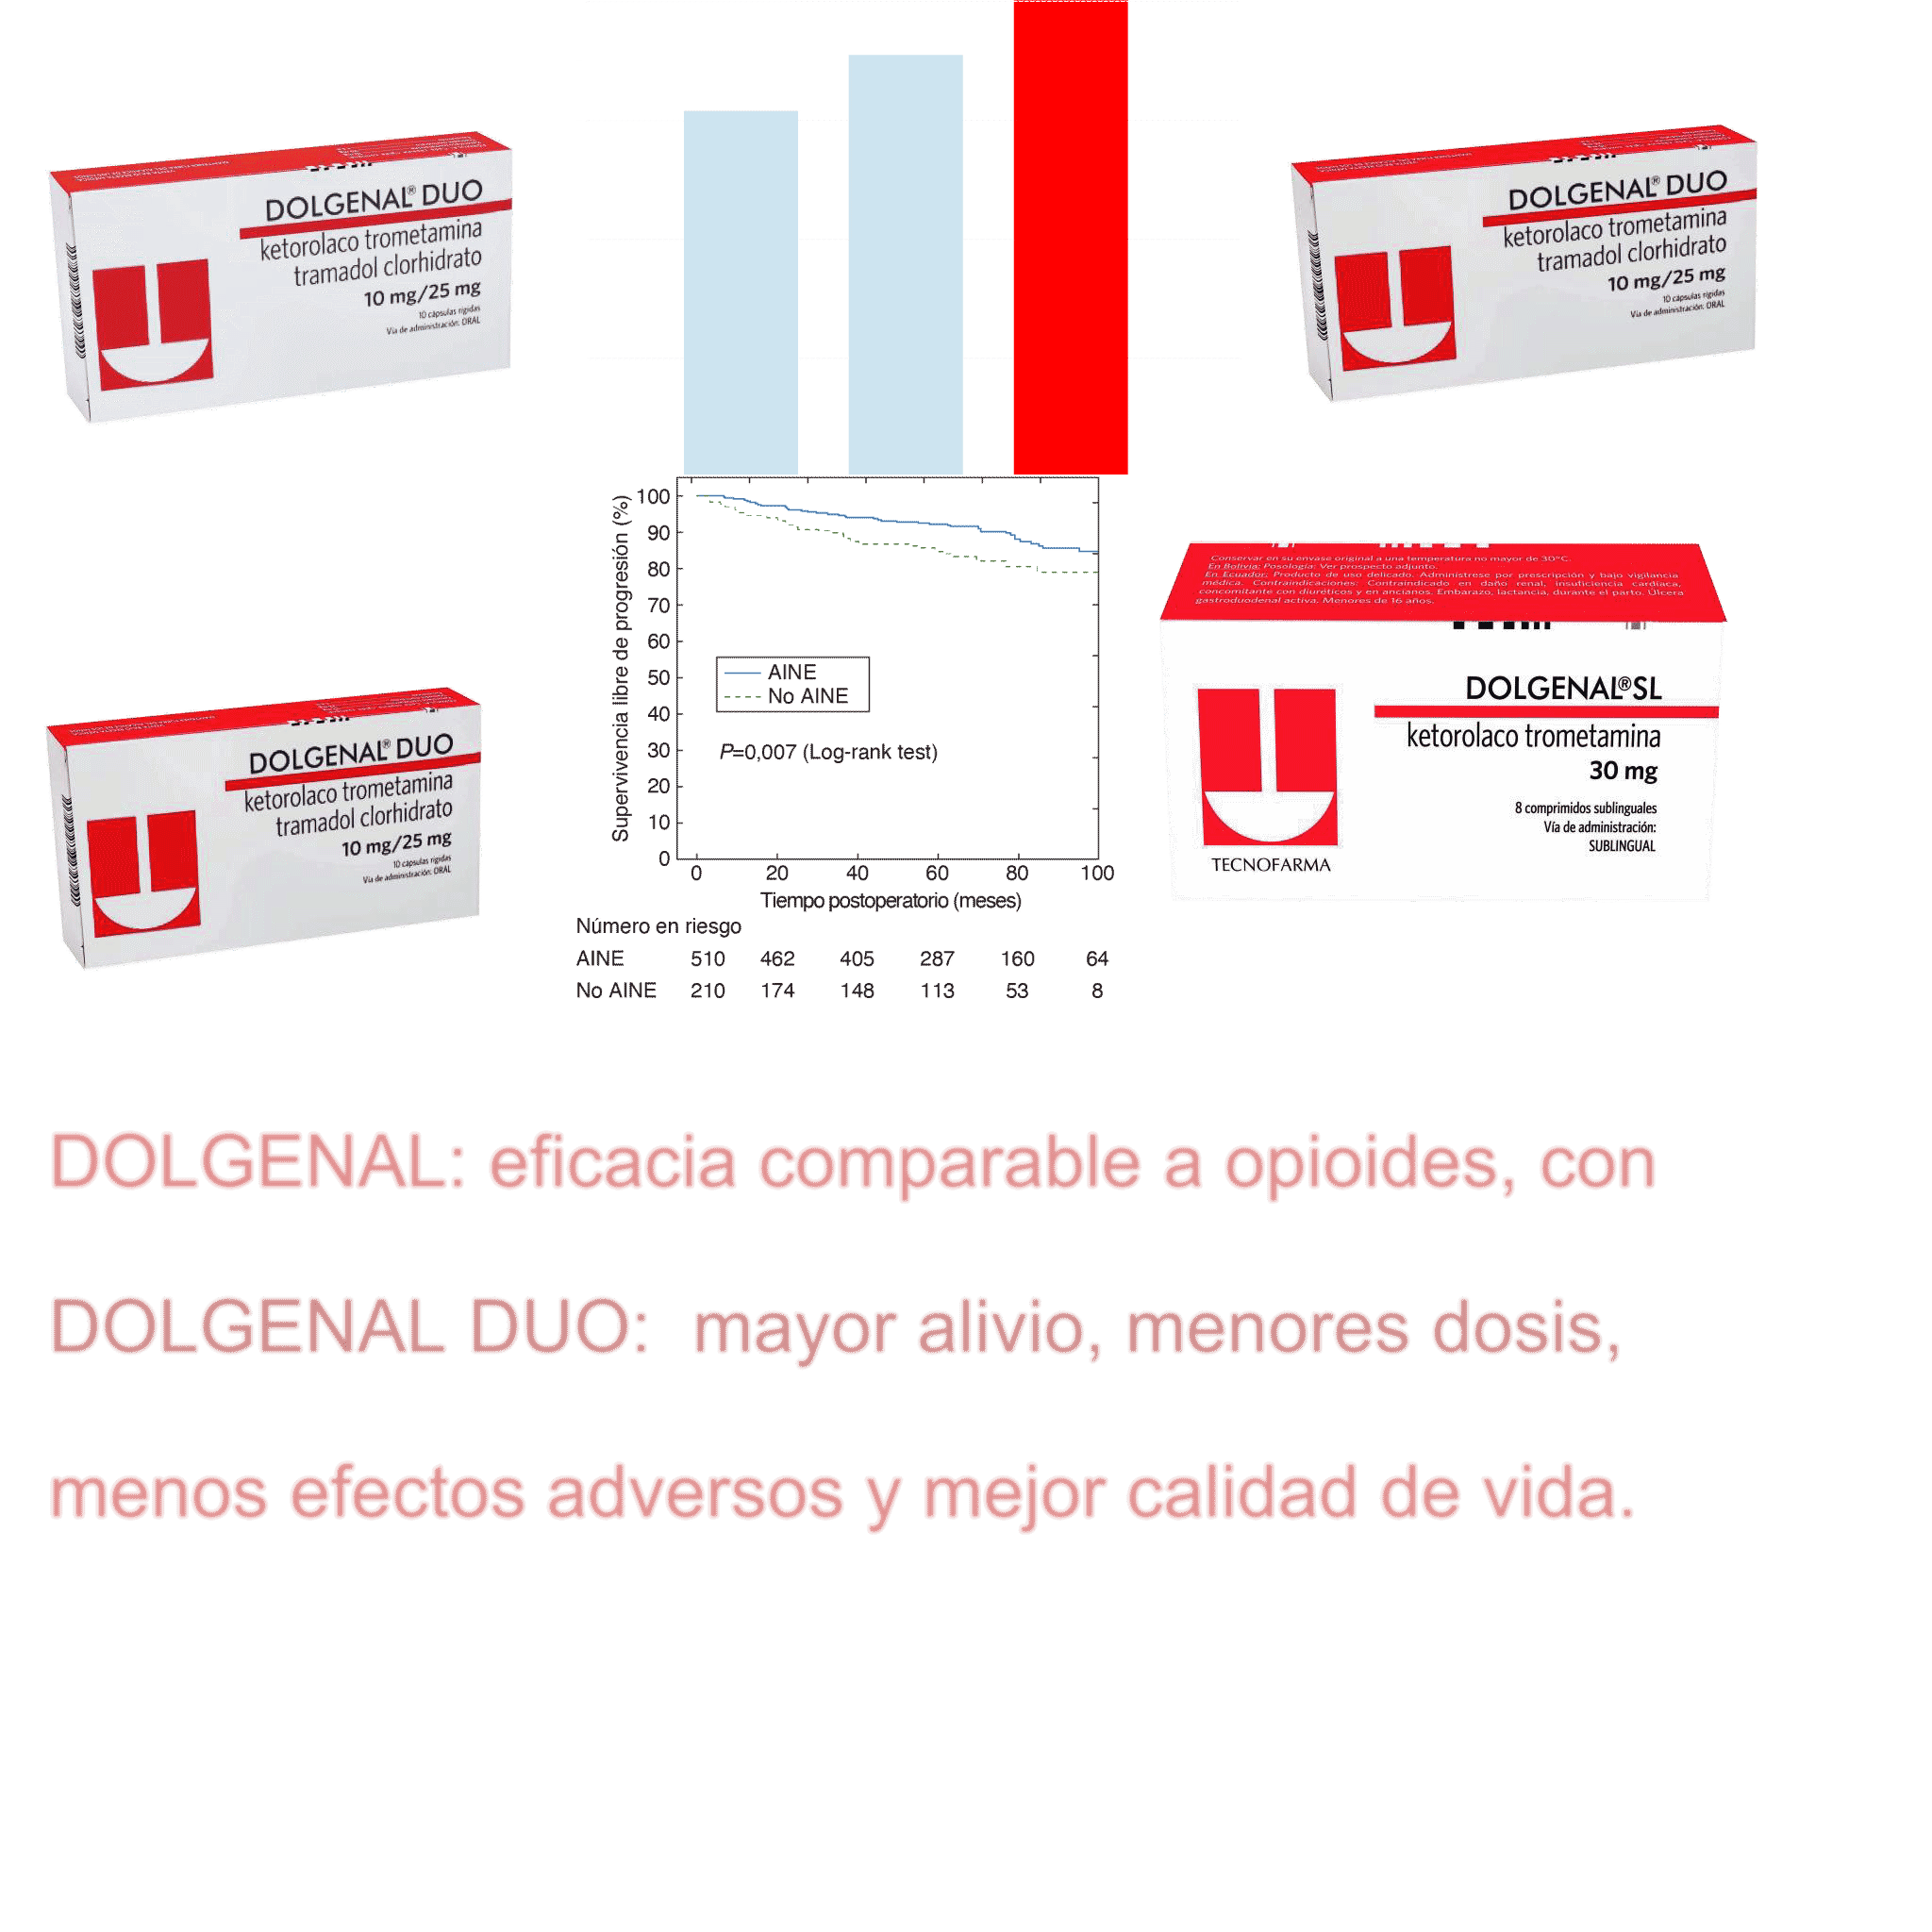 DOLGENAL® DUO
ketorolaco trometamina
tramadol clorhidrato
10 mg/25 mg
10 cápsulas rígidas
Vía de administración: ORAL
DOLGENAL® DUO
ketorolaco trometamina
tramadol clorhidrato
10 mg/25 mg
10 cápsulas rígidas
Vía de administración: ORAL
DOLGENAL® DUO
ketorolaco trometamina
tramadol clorhidrato
10 mg/25 mg
10 cápsulas rígidas
Vía de administración: ORAL
Supervivencia libre de progresión (%)
100
90
80
70
60
50
40
30
20
10
0
AINE
No AINE
P=0,007 (Log-rank test)
0 20 40 60 80 100
Tiempo postoperatorio (meses)
Número en riesgo
AINE 510 462 405 287 160 64
No AINE 210 174 148 113 53 8
Conservar en su envase original a una temperatura no mayor de 30°C.
En Bolivia: Posología: Ver prospecto adjunto.
En Ecuador: Producto de uso delicado. Adminístrese por prescripción y bajo vigilancia
médica. Contraindicaciones: Contraindicado en daño renal, insuficiencia cardíaca,
concomitante con diuréticos y en ancianos. Embarazo, lactancia, durante el parto. Úlcera
gastroduodenal activa. Menores de 16 años.
DOLGENAL® SL
ketorolaco trometamina
30 mg
8 comprimidos sublinguales
Vía de administración:
SUBLINGUAL
TECNOFARMA
DOLGENAL: eficacia comparable a opioides, con
DOLGENAL DUO: mayor alivio, menores dosis,
menos efectos adversos y mejor calidad de vida.